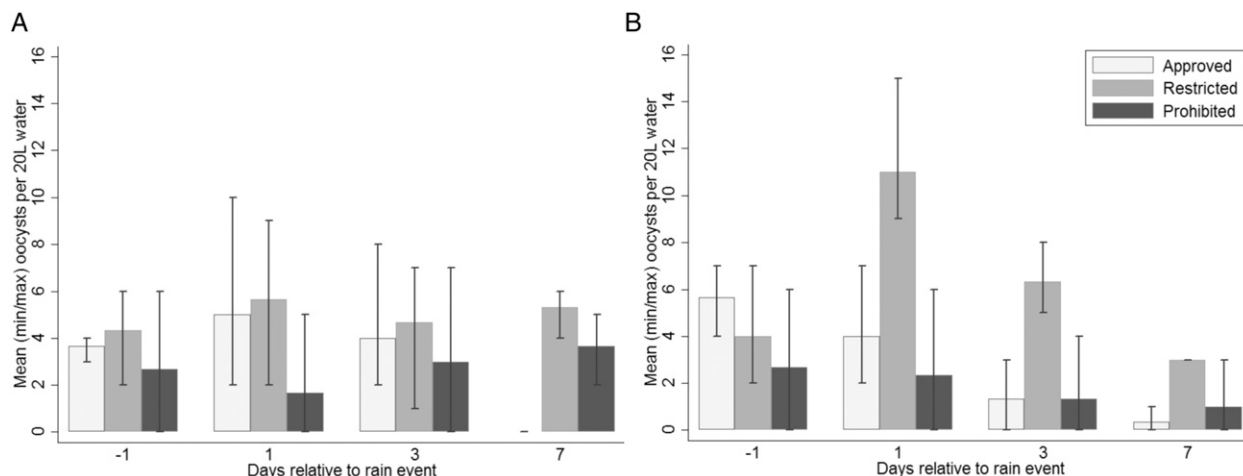 A
Mean (min/max) oocysts per 20L water
16
14
12
10
8
6
4
2
0
-1 1 3 7
Days relative to rain event
B
Mean (min/max) oocysts per 20L water
16
14
12
10
8
6
4
2
0
-1 1 3 7
Days relative to rain event
Approved
Restricted
Prohibited